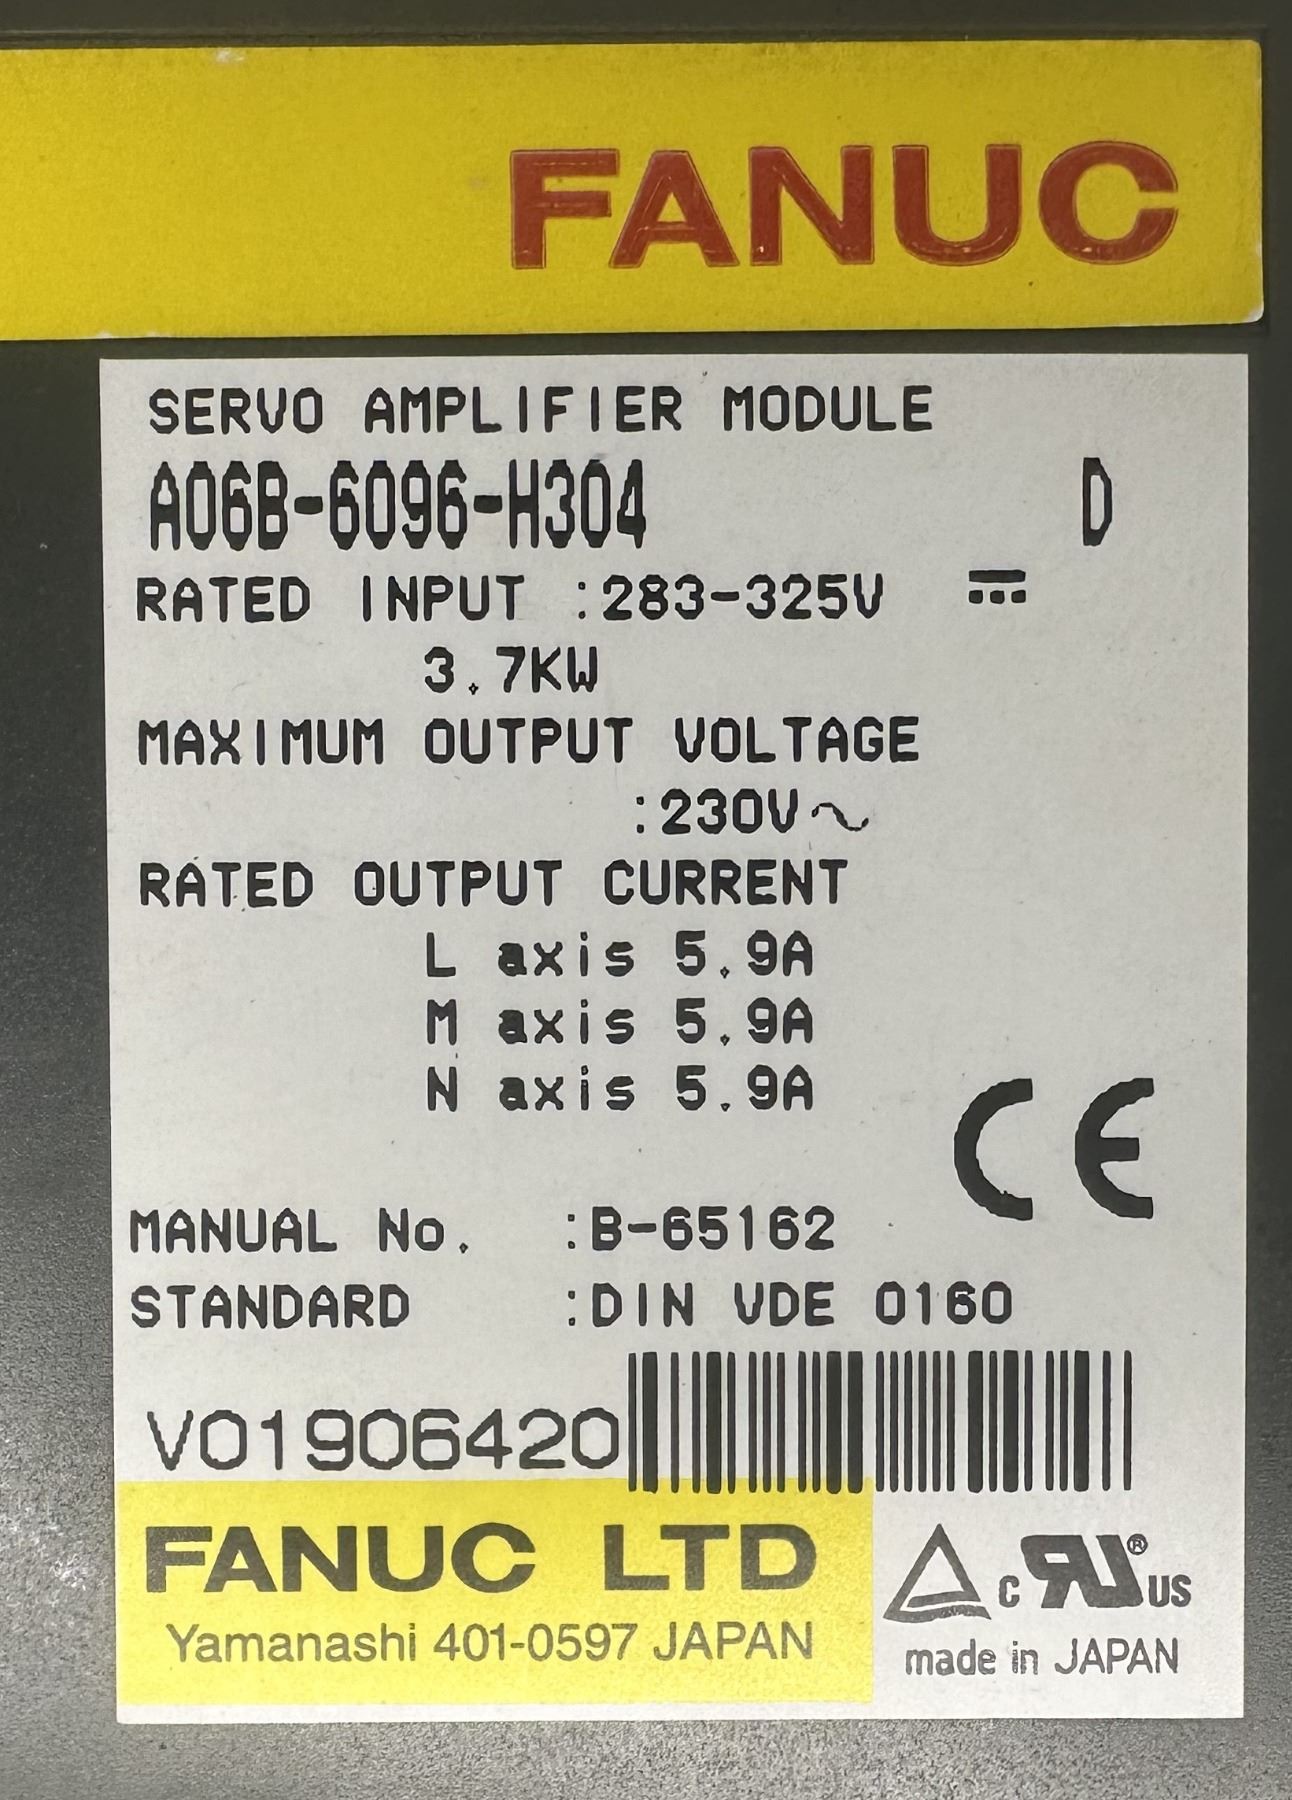 FANUC
SERVO AMPLIFIER MODULE
A06B-6096-H304 D
RATED INPUT :283-325V ⎓
3.7KW
MAXIMUM OUTPUT VOLTAGE
:230V~
RATED OUTPUT CURRENT
L axis 5.9A
M axis 5.9A
N axis 5.9A
CE
MANUAL No. :B-65162
STANDARD :DIN VDE 0160
V01906420
FANUC LTD
Yamanashi 401-0597 JAPAN
c RU® US
made in JAPAN